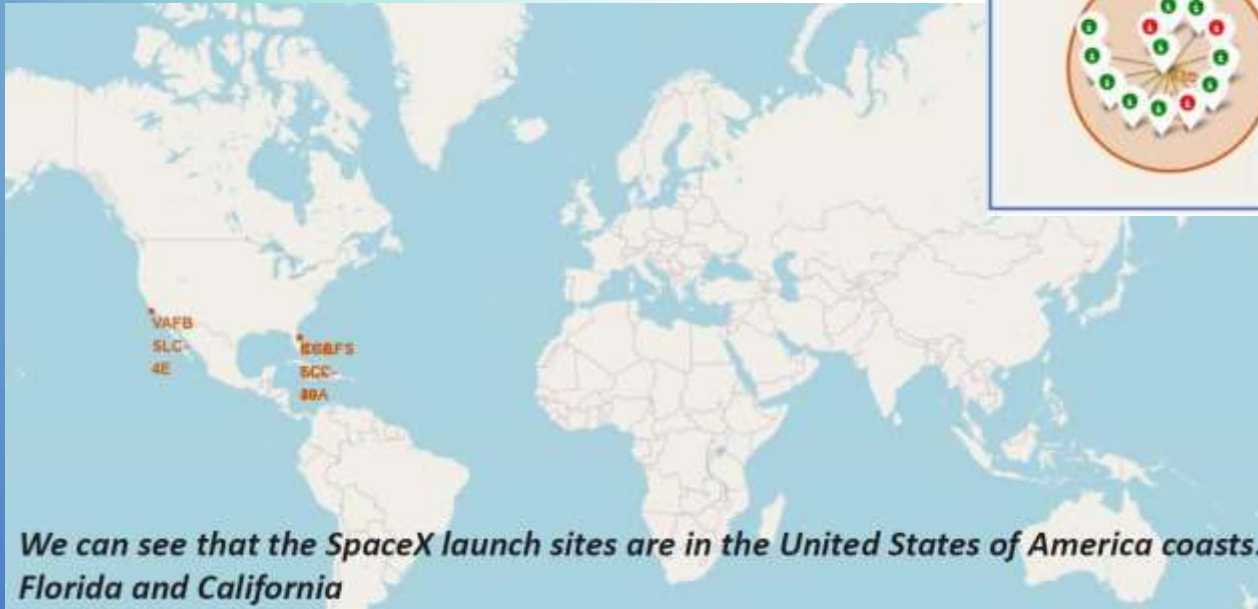 VAFB
SLC-
4E
We can see that the SpaceX launch sites are in the United States of America coasts.
Florida and California